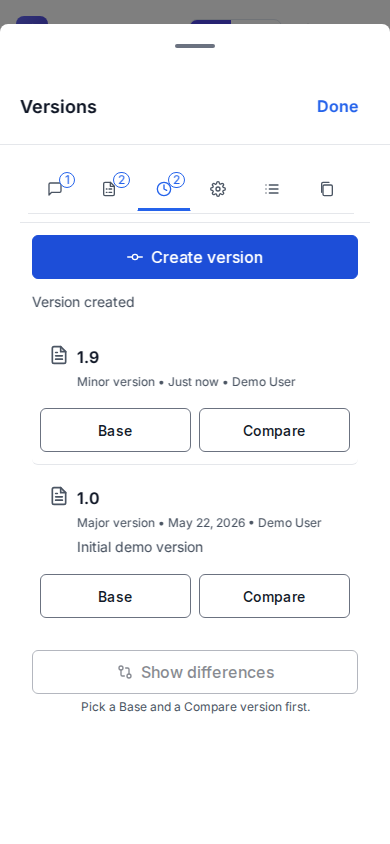 Versions
Done
1
2
2
Create version
Version created
1.9
Minor version • Just now • Demo User
Base
Compare
1.0
Major version • May 22, 2026 • Demo User
Initial demo version
Base
Compare
Show differences
Pick a Base and a Compare version first.